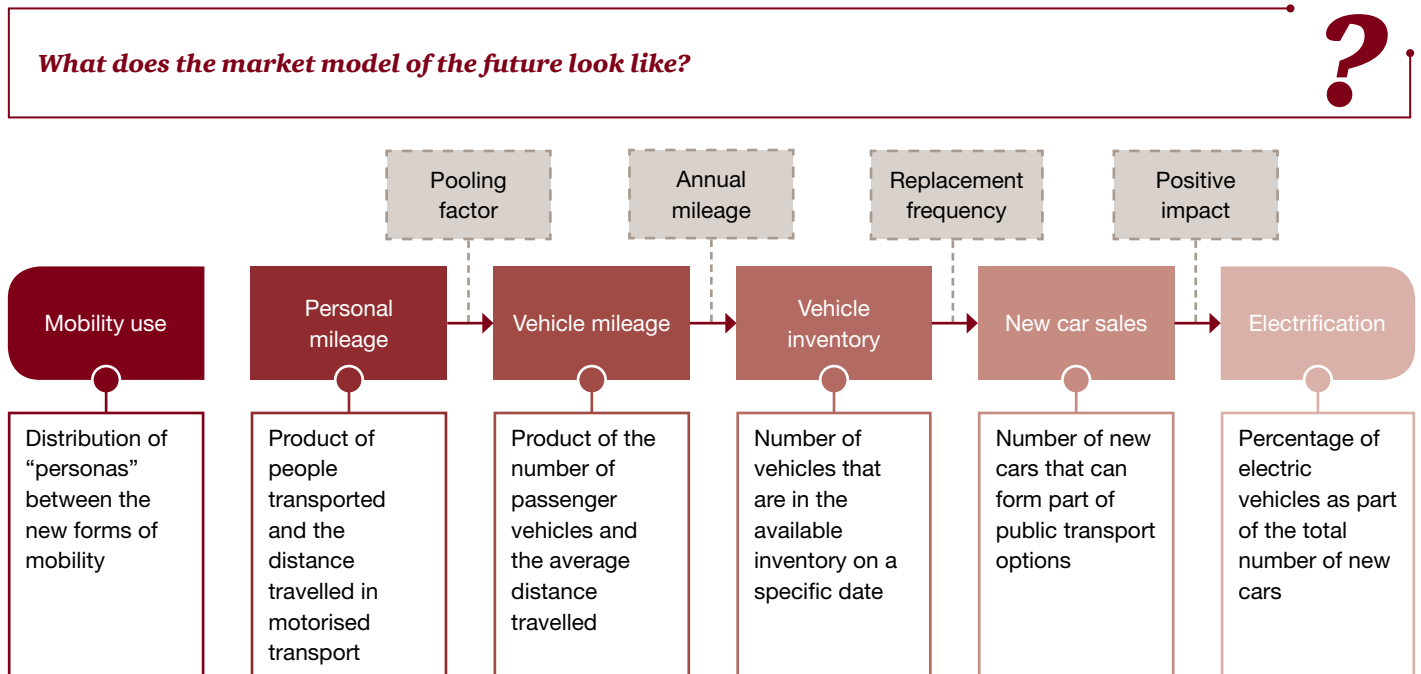 What does the market model of the future look like?
?
Pooling
factor
Annual
mileage
Replacement
frequency
Positive
impact
Mobility use
Personal
mileage
Vehicle mileage
Vehicle
inventory
New car sales
Electrification
Distribution of
“personas”
between the
new forms of
mobility
Product of
people
transported
and the
distance
travelled in
motorised
transport
Product of the
number of
passenger
vehicles and
the average
distance
travelled
Number of
vehicles that
are in the
available
inventory on a
specific date
Number of new
cars that can
form part of
public transport
options
Percentage of
electric
vehicles as part
of the total
number of new
cars